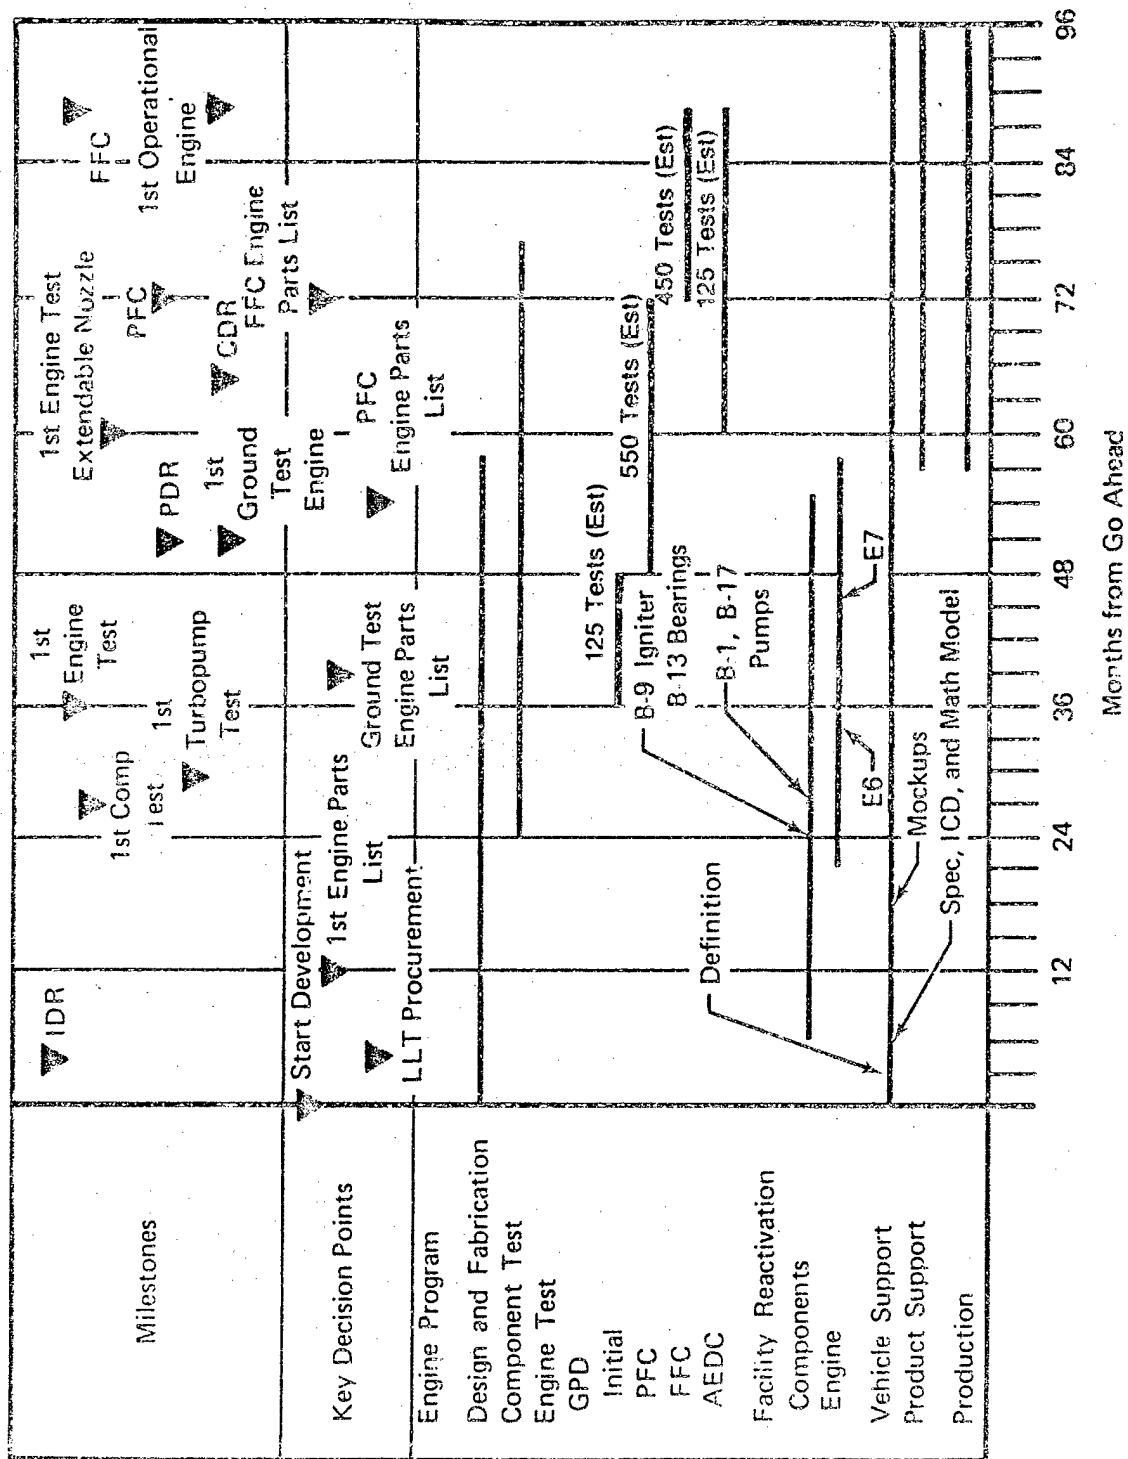 Milestones
IDR
1st Comp
Test
1st
Engine
Test
1st
Turbopump
Test
1st Engine Test
Extendable Nozzle
PDR
1st
Ground
Test
Engine
PFC
CDR
FFC
1st Operational
Engine
Key Decision Points
Start Development
LLT Procurement
1st Engine Parts
List
Ground Test
Engine Parts
List
PFC
Engine Parts
List
FFC Engine
Parts List
Engine Program
Design and Fabrication
Component Test
Engine Test
GPD
Initial
125 Tests (Est)
PFC
550 Tests (Est)
FFC
450 Tests (Est)
AEDC
125 Tests (Est)
Facility Reactivation
Components
B-9 Igniter
B-13 Bearings
B-1, B-17
Pumps
Engine
E6
E7
Vehicle Support
Definition
Mockups
Spec, ICD, and Math Model
Product Support
Production
12
24
36
48
60
72
84
96
Months from Go Ahead